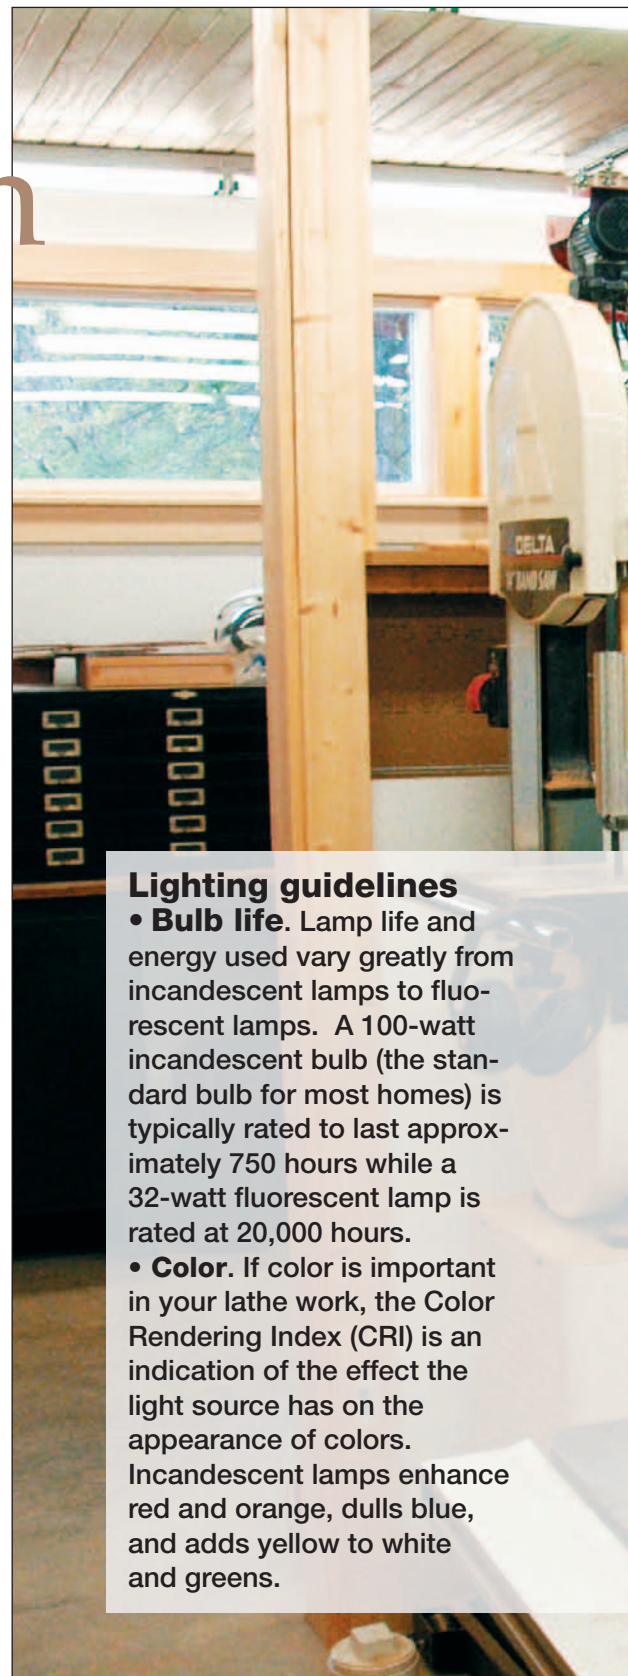 n
DELTA
14" BAND SAW
Lighting guidelines
• Bulb life. Lamp life and
energy used vary greatly from
incandescent lamps to fluo-
rescent lamps.  A 100-watt
incandescent bulb (the stan-
dard bulb for most homes) is
typically rated to last approx-
imately 750 hours while a
32-watt fluorescent lamp is
rated at 20,000 hours.
• Color. If color is important
in your lathe work, the Color
Rendering Index (CRI) is an
indication of the effect the
light source has on the
appearance of colors.
Incandescent lamps enhance
red and orange, dulls blue,
and adds yellow to white
and greens.